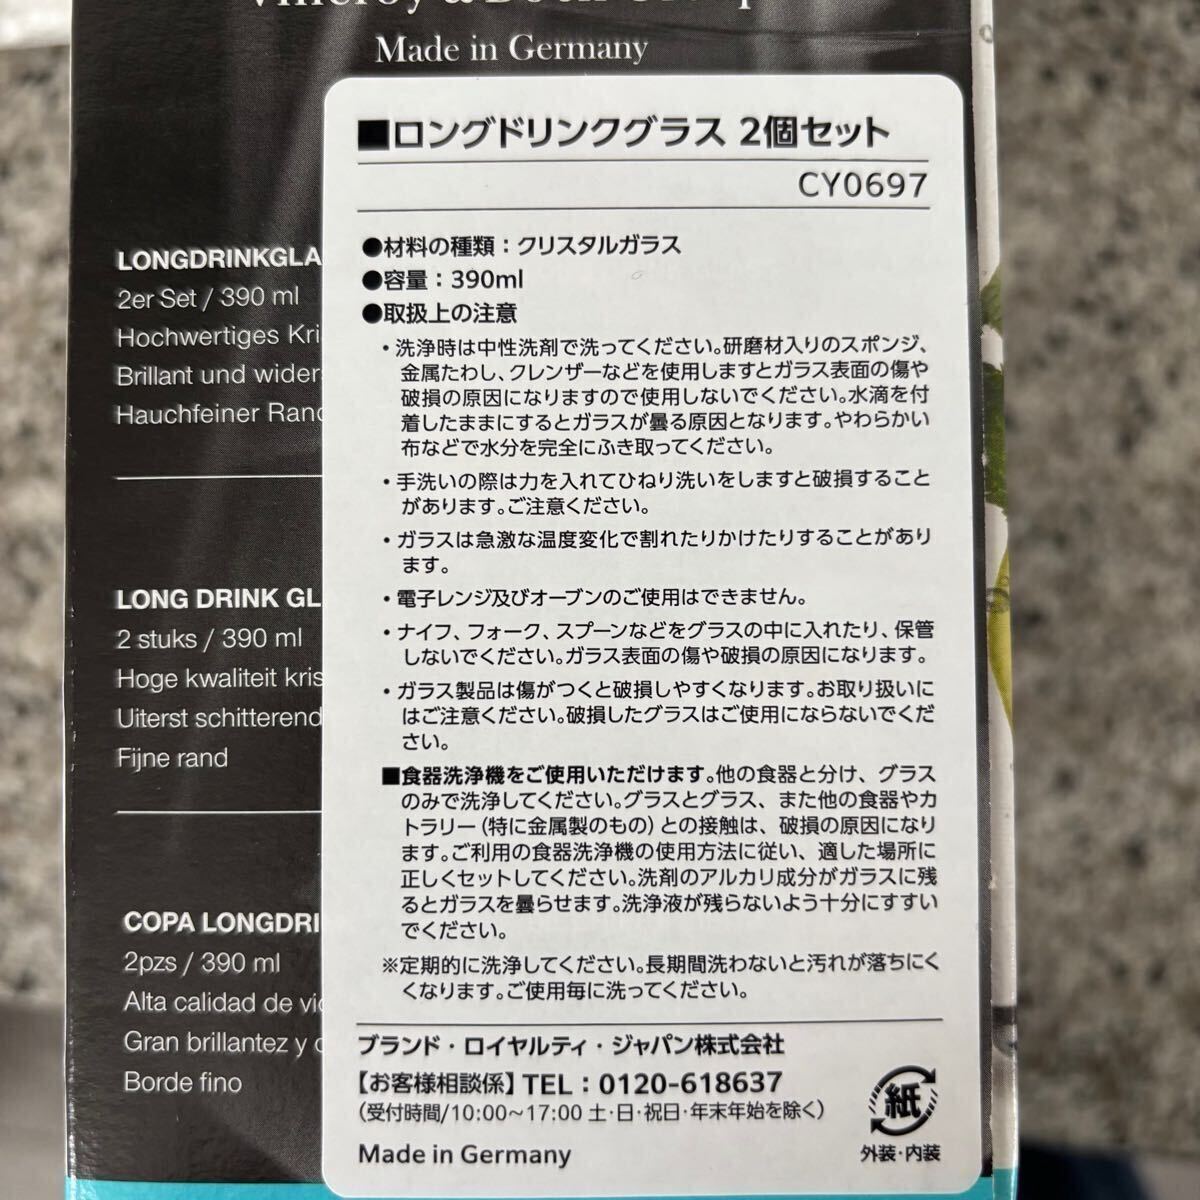 Made in Germany
LONGDRINKGLA
2er Set / 390 ml
Hochwertiges Kri
Brillant und wider
Hauchfeiner Rand
LONG DRINK GL
2 stuks / 390 ml
Hoge kwaliteit kris
Uiterst schitterend
Fijne rand
COPA LONGDRI
2pzs / 390 ml
Alta calidad de vi
Gran brillantez y
Borde fino
■ロングドリンクグラス 2個セット
CY0697
●材料の種類：クリスタルガラス
●容量：390ml
●取扱上の注意
・洗浄時は中性洗剤で洗ってください。研磨材入りのスポンジ、
金属たわし、クレンザーなどを使用しますとガラス表面の傷や
破損の原因になりますので使用しないでください。水滴を付
着したままにするとガラスが曇る原因となります。やわらかい
布などで水分を完全にふき取ってください。
・手洗いの際は力を入れてひねり洗いをしますと破損すること
があります。ご注意ください。
・ガラスは急激な温度変化で割れたりかけたりすることがあり
ます。
・電子レンジ及びオーブンのご使用はできません。
・ナイフ、フォーク、スプーンなどをグラスの中に入れたり、保管
しないでください。ガラス表面の傷や破損の原因になります。
・ガラス製品は傷がつくと破損しやすくなります。お取り扱いに
はご注意ください。破損したグラスはご使用にならないでくだ
さい。
■食器洗浄機をご使用いただけます。他の食器と分け、グラス
のみで洗浄してください。グラスとグラス、また他の食器やカ
トラリー（特に金属製のもの）との接触は、破損の原因になり
ます。ご利用の食器洗浄機の使用方法に従い、適した場所に
正しくセットしてください。洗剤のアルカリ成分がガラスに残
るとガラスを曇らせます。洗浄液が残らないよう十分にすすい
でください。
※定期的に洗浄してください。長期間洗わないと汚れが落ちにく
くなります。ご使用毎に洗ってください。
ブランド・ロイヤルティ・ジャパン株式会社
【お客様相談係】TEL：0120-618637
（受付時間/10:00～17:00 土・日・祝日・年末年始を除く）
Made in Germany
紙
外装・内装